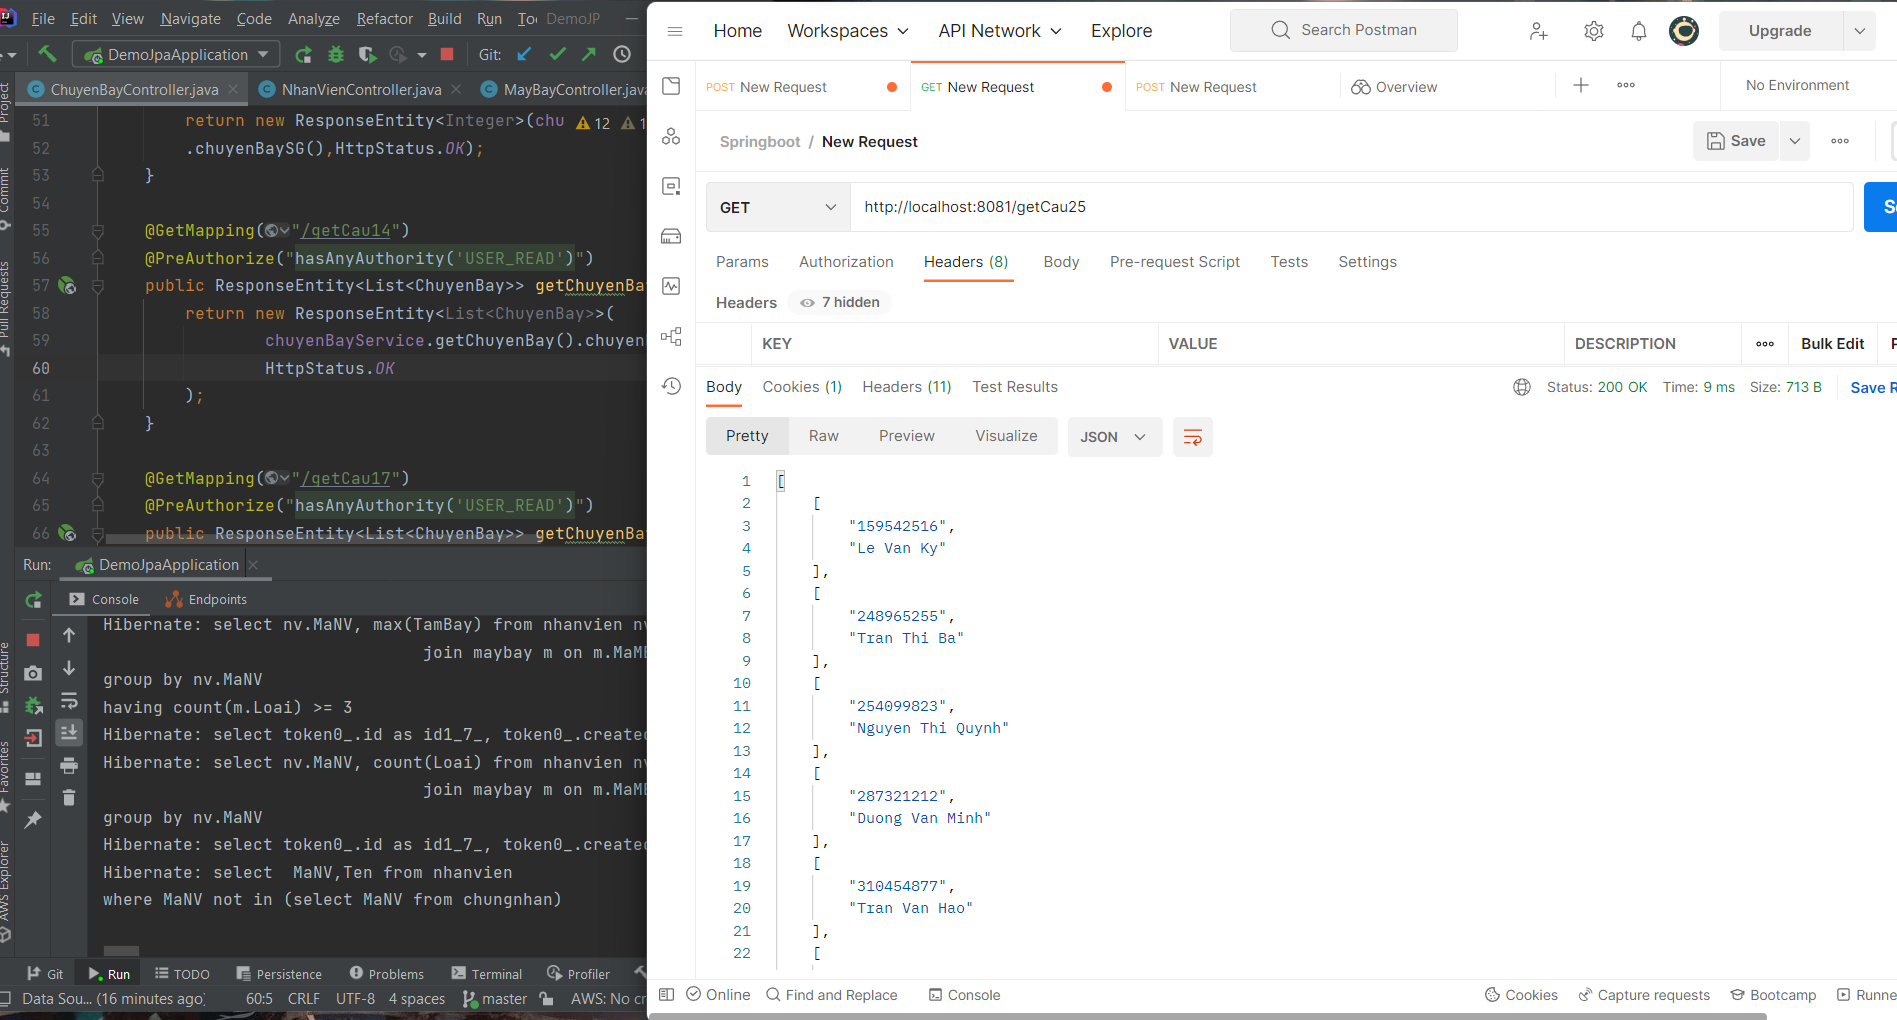 File Edit View Navigate Code Analyze Refactor Build Run DemoJP
DemoJpaApplication Git:
ChuyenBayController.java NhanVienController.java MayBayController.java
51 return new ResponseEntity<Integer>(chu 12
52 .chuyenBaySG(),HttpStatus.OK);
53 }
54
55 @GetMapping("/getCau14")
56 @PreAuthorize("hasAnyAuthority('USER_READ')")
57 public ResponseEntity<List<ChuyenBay>> getChuyenBa
58 return new ResponseEntity<List<ChuyenBay>>(
59 chuyenBayService.getChuyenBay().chuyen
60 HttpStatus.OK
61 );
62 }
63
64 @GetMapping("/getCau17")
65 @PreAuthorize("hasAnyAuthority('USER_READ')")
66 public ResponseEntity<List<ChuyenBay>> getChuyenBa
Project
Commit
Pull Requests
Structure
Favorites
AWS Explorer
Run: DemoJpaApplication
Console Endpoints
Hibernate: select nv.MaNV, max(TamBay) from nhanvien nv
join maybay m on m.MaMB
group by nv.MaNV
having count(m.Loai) >= 3
Hibernate: select token0_.id as id1_7_, token0_.created
Hibernate: select nv.MaNV, count(Loai) from nhanvien nv
join maybay m on m.MaMB
group by nv.MaNV
Hibernate: select token0_.id as id1_7_, token0_.created
Hibernate: select  MaNV,Ten from nhanvien
where MaNV not in (select MaNV from chungnhan)
Git Run TODO Persistence Problems Terminal Profiler
Data Sou... (16 minutes ago) 60:5 CRLF UTF-8 4 spaces master AWS: No cr
Home Workspaces API Network Explore Search Postman Upgrade
POST New Request GET New Request POST New Request Overview No Environment
Springboot / New Request Save
GET http://localhost:8081/getCau25
Params Authorization Headers (8) Body Pre-request Script Tests Settings
Headers 7 hidden
KEY VALUE DESCRIPTION Bulk Edit
Body Cookies (1) Headers (11) Test Results Status: 200 OK Time: 9 ms Size: 713 B Save R
Pretty Raw Preview Visualize JSON
1 [
2 [
3 "159542516",
4 "Le Van Ky"
5 ],
6 [
7 "248965255",
8 "Tran Thi Ba"
9 ],
10 [
11 "254099823",
12 "Nguyen Thi Quynh"
13 ],
14 [
15 "287321212",
16 "Duong Van Minh"
17 ],
18 [
19 "310454877",
20 "Tran Van Hao"
21 ],
22 [
Online Find and Replace Console Cookies Capture requests Bootcamp Runne